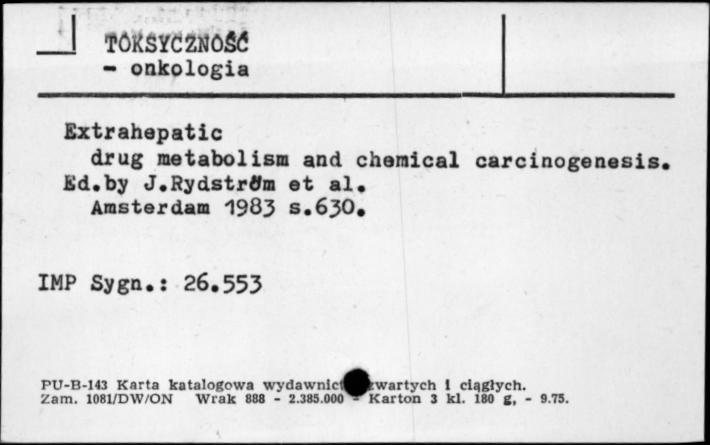 TOKSYCZNOŚĆ
- onkologia
Extrahepatic
drug metabolism and chemical carcinogenesis.
Ed.by J.Rydström et al.
Amsterdam 1983 s.630.
IMP Sygn.: 26.553
PU-B-143 Karta katalogowa i ciągłych.
Zam. 1081/DW/ON Wrak 888 - 2.385.000 - Karton 3 kl. 180 g, - 9.75.